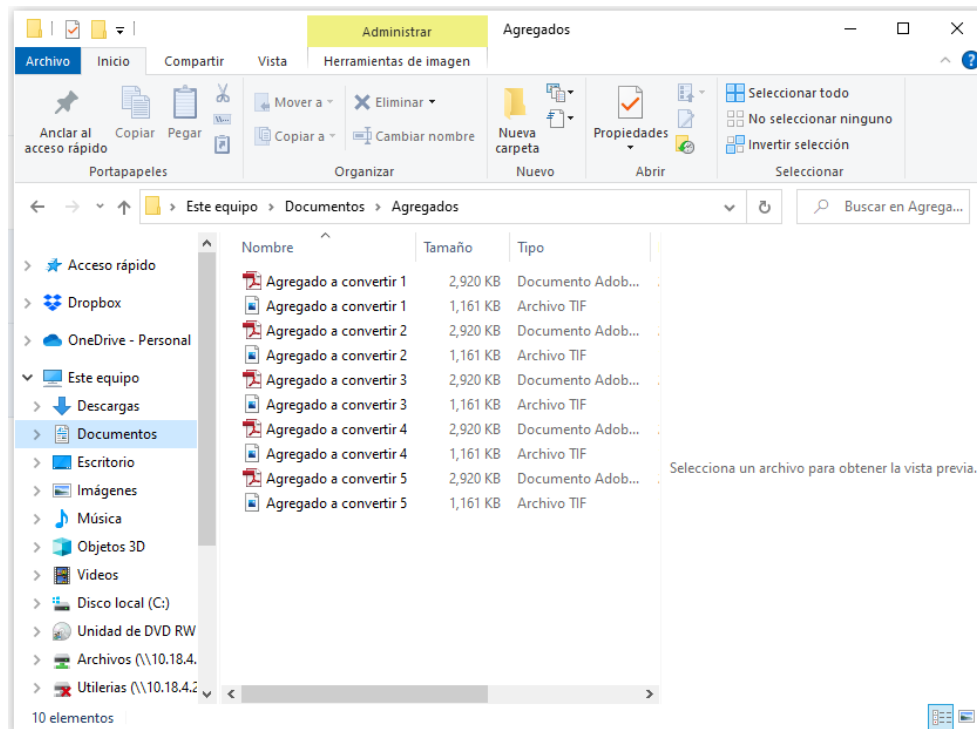 Administrar
Agregados
Archivo
Inicio
Compartir
Vista
Herramientas de imagen
Anclar al
acceso rápido
Copiar
Pegar
Portapapeles
Mover a
Copiar a
Eliminar
Cambiar nombre
Organizar
Nueva
carpeta
Nuevo
Propiedades
Abrir
Seleccionar todo
No seleccionar ninguno
Invertir selección
Seleccionar
Este equipo > Documentos > Agregados
Buscar en Agrega...
Acceso rápido
Dropbox
OneDrive - Personal
Este equipo
Descargas
Documentos
Escritorio
Imágenes
Música
Objetos 3D
Videos
Disco local (C:)
Unidad de DVD RW
Archivos (\\10.18.4.
Utilerias (\\10.18.4.2
Nombre Tamaño Tipo
Agregado a convertir 1 2,920 KB Documento Adob...
Agregado a convertir 1 1,161 KB Archivo TIF
Agregado a convertir 2 2,920 KB Documento Adob...
Agregado a convertir 2 1,161 KB Archivo TIF
Agregado a convertir 3 2,920 KB Documento Adob...
Agregado a convertir 3 1,161 KB Archivo TIF
Agregado a convertir 4 2,920 KB Documento Adob...
Agregado a convertir 4 1,161 KB Archivo TIF
Agregado a convertir 5 2,920 KB Documento Adob...
Agregado a convertir 5 1,161 KB Archivo TIF
Selecciona un archivo para obtener la vista previa.
10 elementos